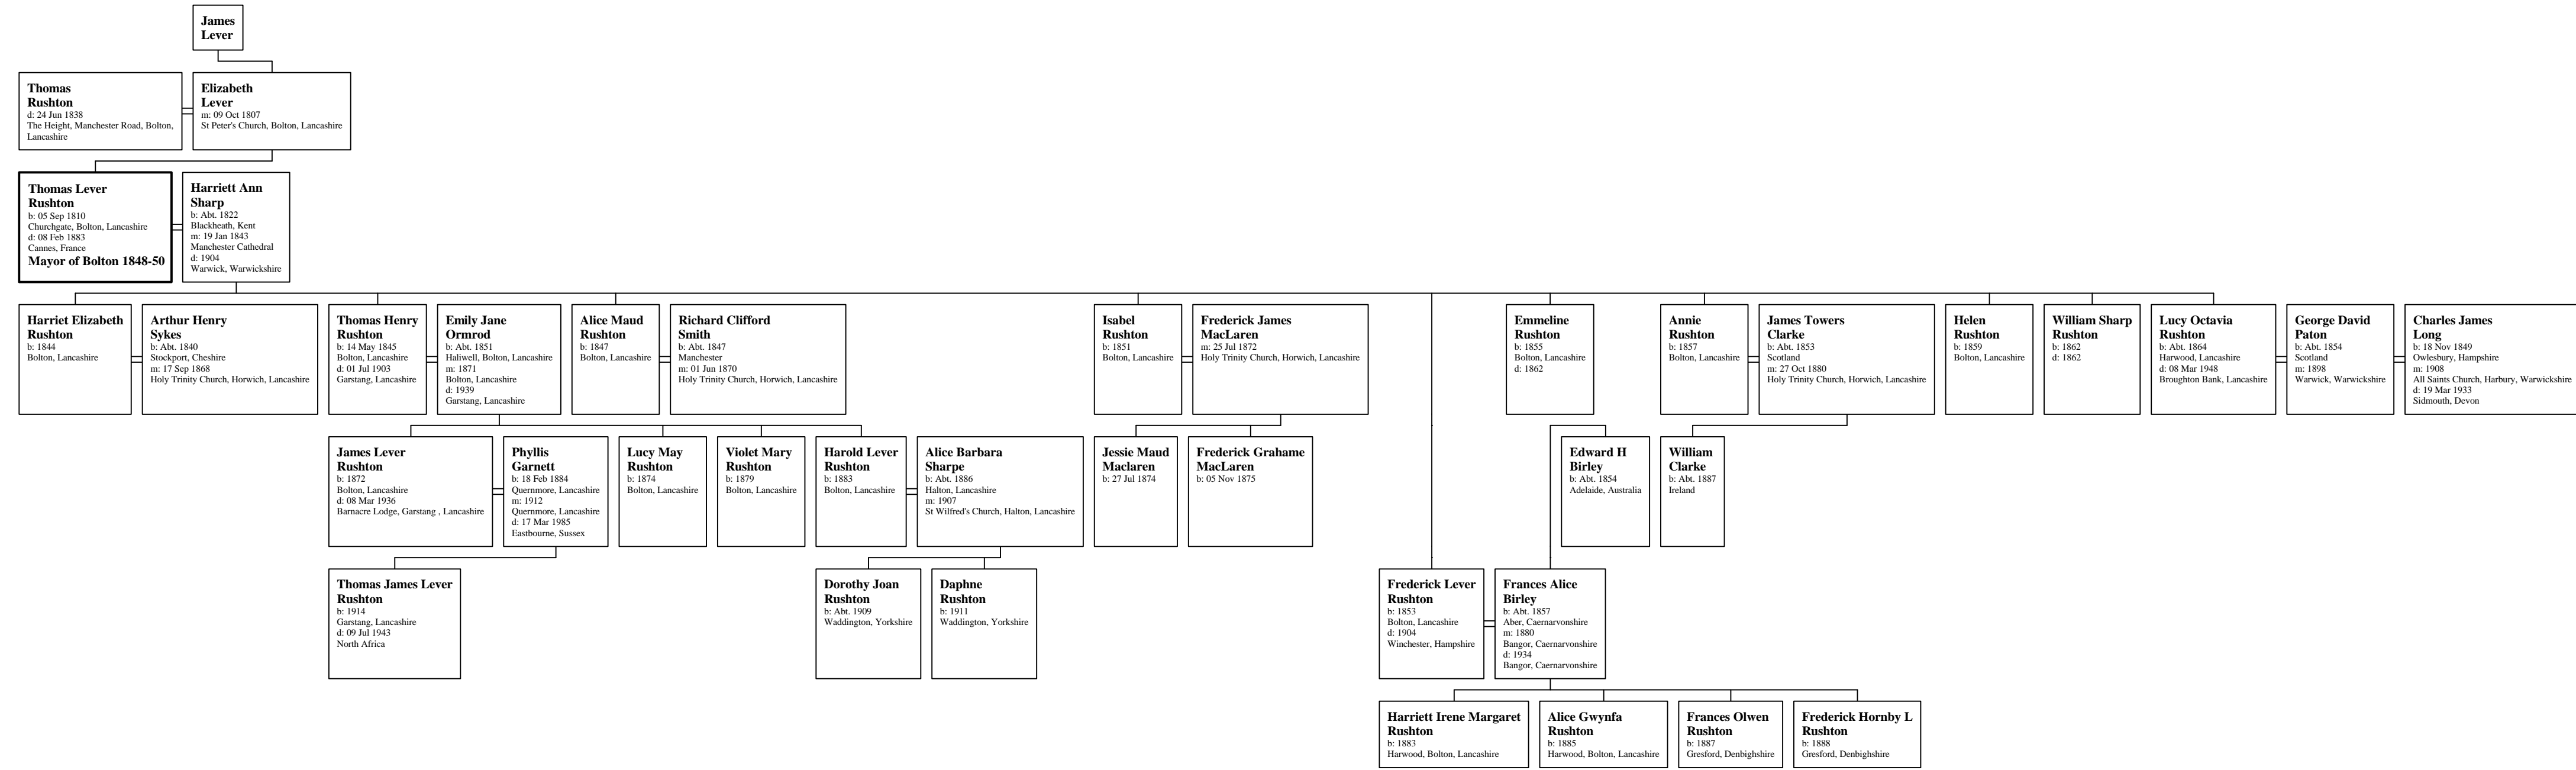 James
Lever
Thomas
Rushton
d: 24 Jun 1838
The Height, Manchester Road, Bolton,
Lancashire
Elizabeth
Lever
m: 09 Oct 1807
St Peter's Church, Bolton, Lancashire
Thomas Lever
Rushton
b: 05 Sep 1810
Churchgate, Bolton, Lancashire
d: 08 Feb 1883
Cannes, France
Mayor of Bolton 1848-50
Harriett Ann
Sharp
b: Abt. 1822
Blackheath, Kent
m: 19 Jan 1843
Manchester Cathedral
d: 1904
Warwick, Warwickshire
Harriet Elizabeth
Rushton
b: 1844
Bolton, Lancashire
Arthur Henry
Sykes
b: Abt. 1840
Stockport, Cheshire
m: 17 Sep 1868
Holy Trinity Church, Horwich, Lancashire
Thomas Henry
Rushton
b: 14 May 1845
Bolton, Lancashire
d: 01 Jul 1903
Garstang, Lancashire
Emily Jane
Ormrod
b: Abt. 1851
Haliwell, Bolton, Lancashire
m: 1871
Bolton, Lancashire
d: 1939
Garstang, Lancashire
Alice Maud
Rushton
b: 1847
Bolton, Lancashire
Richard Clifford
Smith
b: Abt. 1847
Manchester
m: 01 Jun 1870
Holy Trinity Church, Horwich, Lancashire
Isabel
Rushton
b: 1851
Bolton, Lancashire
Frederick James
MacLaren
m: 25 Jul 1872
Holy Trinity Church, Horwich, Lancashire
Emmeline
Rushton
b: 1855
Bolton, Lancashire
d: 1862
Annie
Rushton
b: 1857
Bolton, Lancashire
James Towers
Clarke
b: Abt. 1853
Scotland
m: 27 Oct 1880
Holy Trinity Church, Horwich, Lancashire
Helen
Rushton
b: 1859
Bolton, Lancashire
William Sharp
Rushton
b: 1862
d: 1862
Lucy Octavia
Rushton
b: Abt. 1864
Harwood, Lancashire
d: 08 Mar 1948
Broughton Bank, Lancashire
George David
Paton
b: Abt. 1854
Scotland
m: 1898
Warwick, Warwickshire
Charles James
Long
b: 18 Nov 1849
Owlesbury, Hampshire
m: 1908
All Saints Church, Harbury, Warwickshire
d: 19 Mar 1933
Sidmouth, Devon
James Lever
Rushton
b: 1872
Bolton, Lancashire
d: 08 Mar 1936
Barnacre Lodge, Garstang , Lancashire
Phyllis
Garnett
b: 18 Feb 1884
Quernmore, Lancashire
m: 1912
Quernmore, Lancashire
d: 17 Mar 1985
Eastbourne, Sussex
Lucy May
Rushton
b: 1874
Bolton, Lancashire
Violet Mary
Rushton
b: 1879
Bolton, Lancashire
Harold Lever
Rushton
b: 1883
Bolton, Lancashire
Alice Barbara
Sharpe
b: Abt. 1886
Halton, Lancashire
m: 1907
St Wilfred's Church, Halton, Lancashire
Jessie Maud
Maclaren
b: 27 Jul 1874
Frederick Grahame
MacLaren
b: 05 Nov 1875
Edward H
Birley
b: Abt. 1854
Adelaide, Australia
William
Clarke
b: Abt. 1887
Ireland
Thomas James Lever
Rushton
b: 1914
Garstang, Lancashire
d: 09 Jul 1943
North Africa
Dorothy Joan
Rushton
b: Abt. 1909
Waddington, Yorkshire
Daphne
Rushton
b: 1911
Waddington, Yorkshire
Frederick Lever
Rushton
b: 1853
Bolton, Lancashire
d: 1904
Winchester, Hampshire
Frances Alice
Birley
b: Abt. 1857
Aber, Caernarvonshire
m: 1880
Bangor, Caernarvonshire
d: 1934
Bangor, Caernarvonshire
Harriett Irene Margaret
Rushton
b: 1883
Harwood, Bolton, Lancashire
Alice Gwynfa
Rushton
b: 1885
Harwood, Bolton, Lancashire
Frances Olwen
Rushton
b: 1887
Gresford, Denbighshire
Frederick Hornby L
Rushton
b: 1888
Gresford, Denbighshire